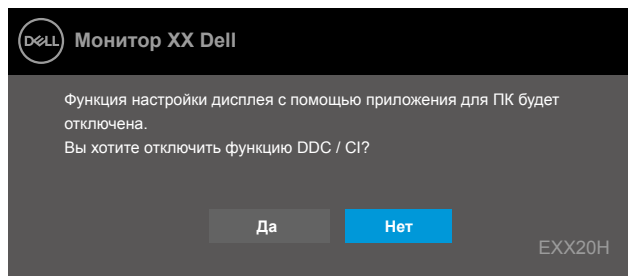 DELL
Монитор XX Dell
Функция настройки дисплея с помощью приложения для ПК будет
отключена.
Вы хотите отключить функцию DDC / CI?
Да
Нет
EXX20H